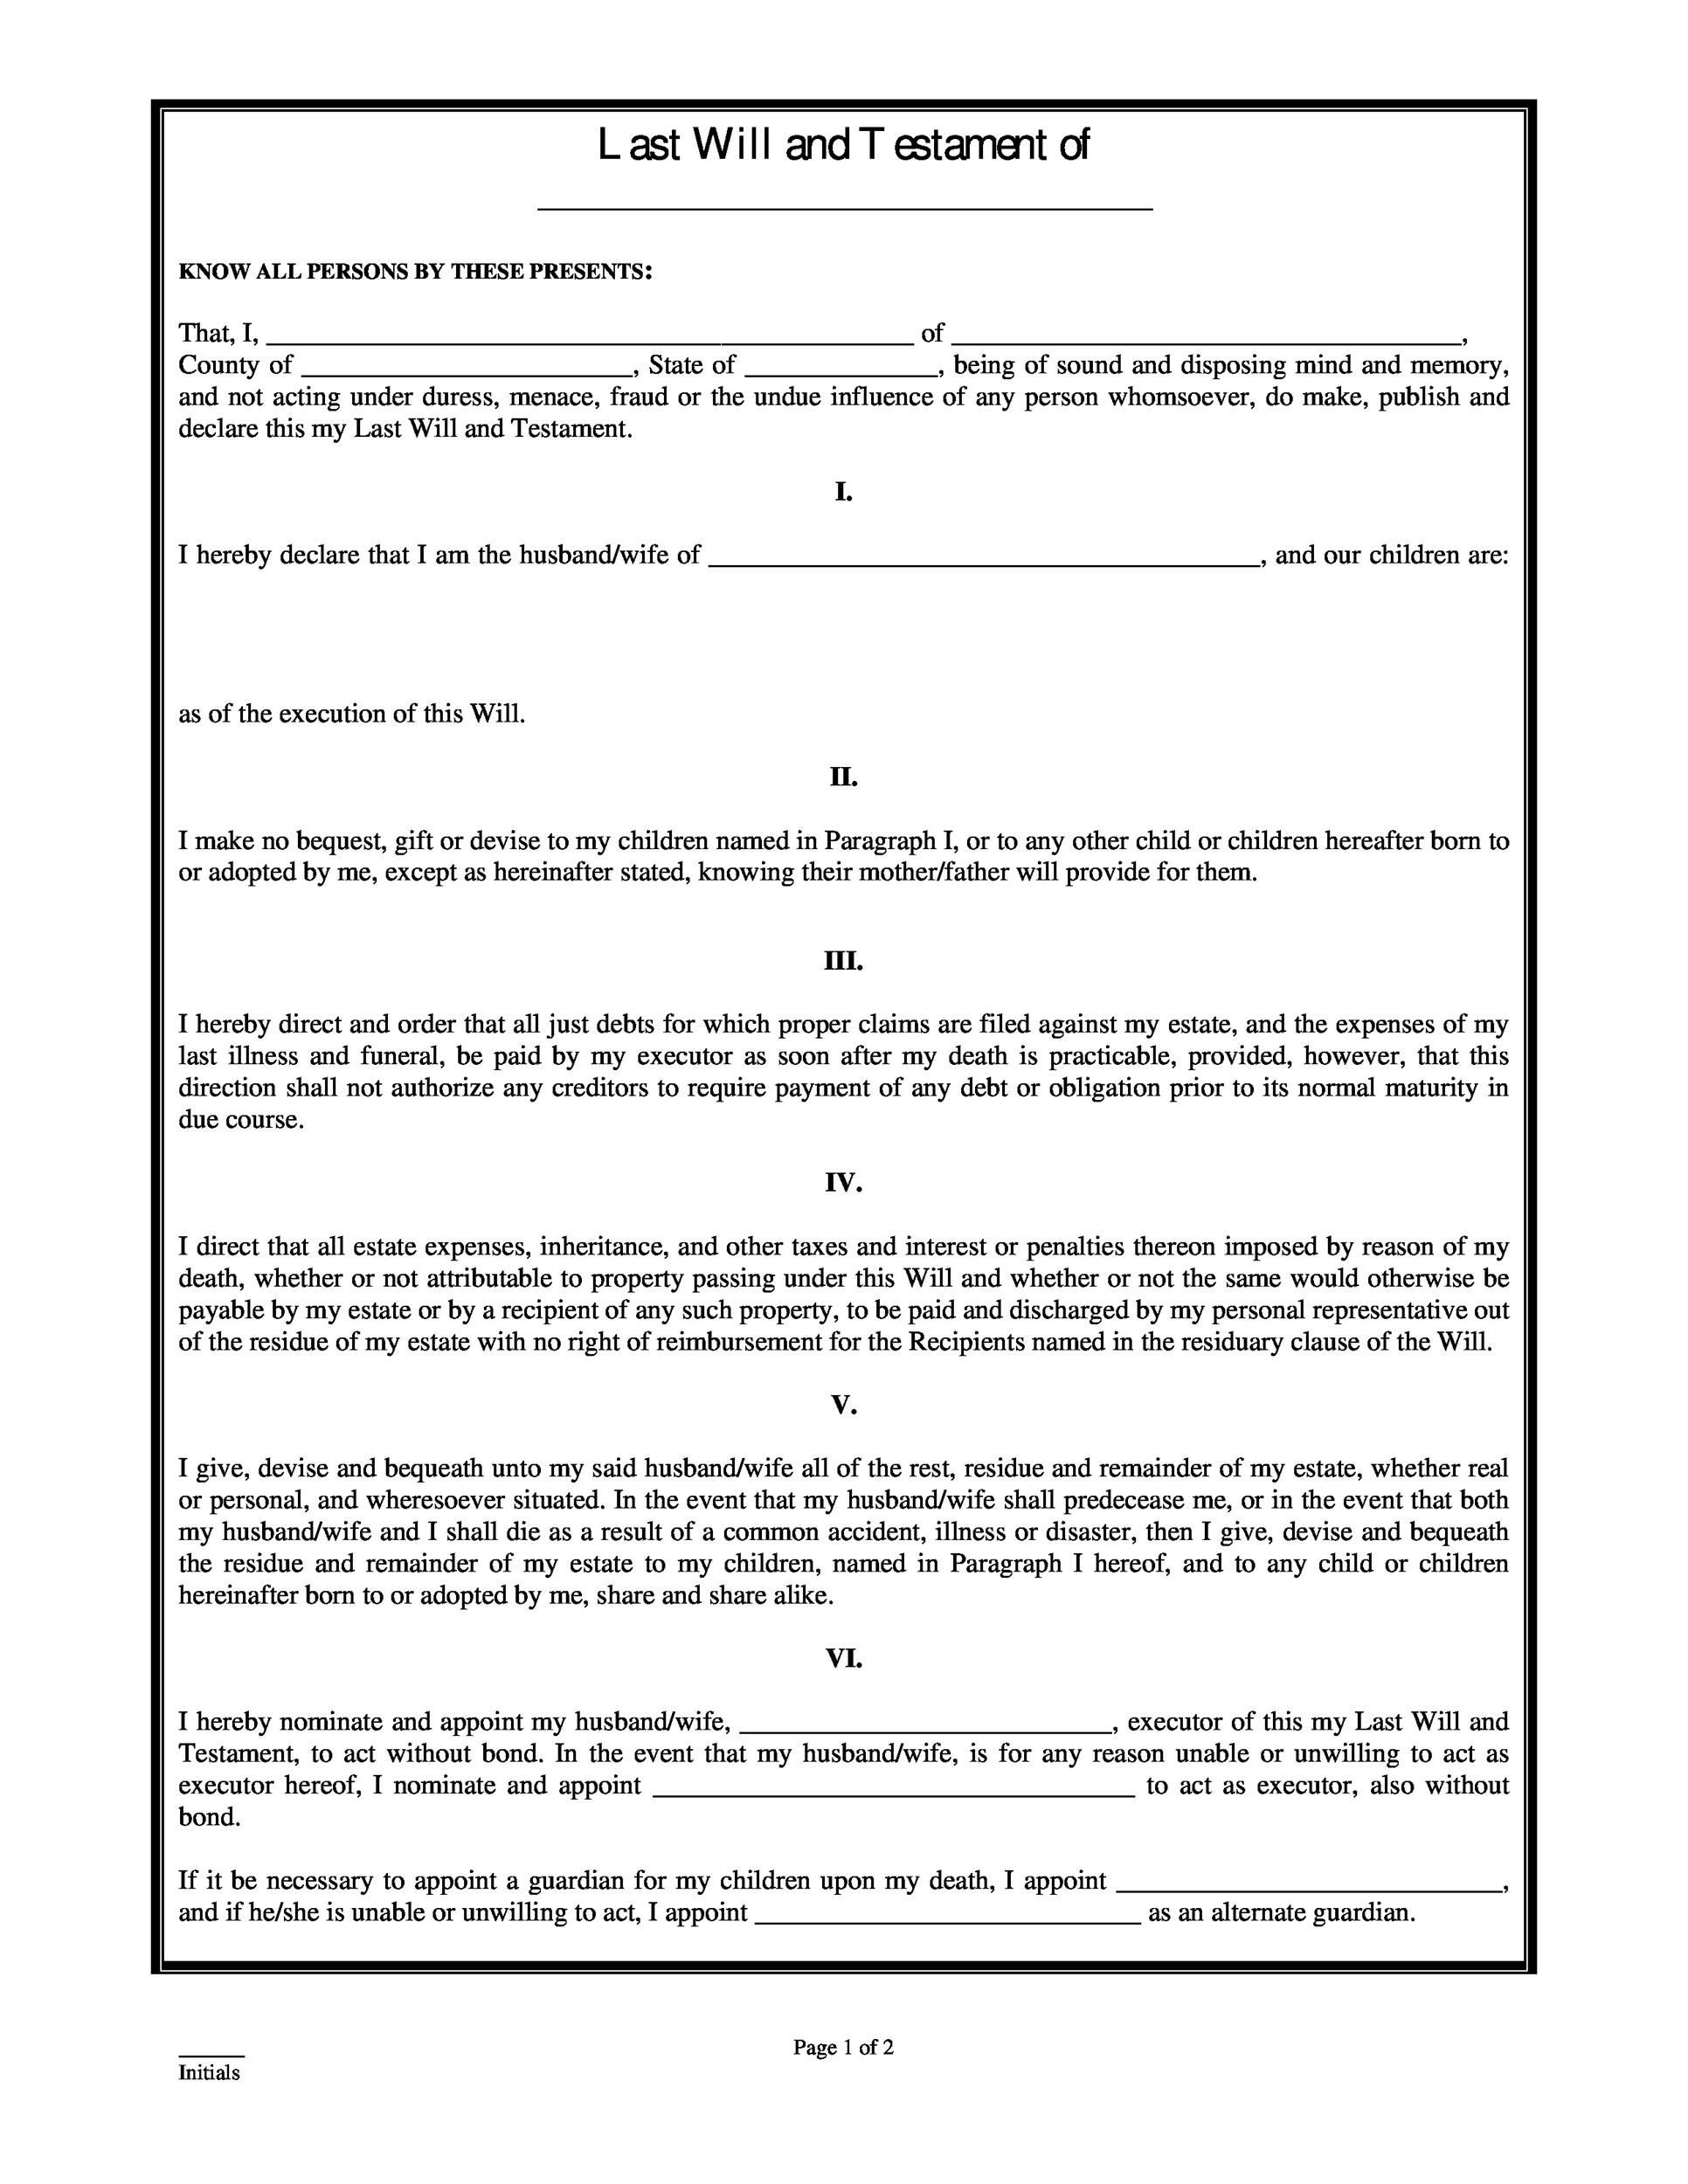 Last Will and Testament of
KNOW ALL PERSONS BY THESE PRESENTS:
That, I, ________________ of ________________,
County of ________________, State of ________________, being of sound and disposing mind and memory,
and not acting under duress, menace, fraud or the undue influence of any person whomsoever, do make, publish and
declare this my Last Will and Testament.
I.
I hereby declare that I am the husband/wife of ________________, and our children are:
as of the execution of this Will.
II.
I make no bequest, gift or devise to my children named in Paragraph I, or to any other child or children hereafter born to
or adopted by me, except as hereinafter stated, knowing their mother/father will provide for them.
III.
I hereby direct and order that all just debts for which proper claims are filed against my estate, and the expenses of my
last illness and funeral, be paid by my executor as soon after my death is practicable, provided, however, that this
direction shall not authorize any creditors to require payment of any debt or obligation prior to its normal maturity in
due course.
IV.
I direct that all estate expenses, inheritance, and other taxes and interest or penalties thereon imposed by reason of my
death, whether or not attributable to property passing under this Will and whether or not the same would otherwise be
payable by my estate or by a recipient of any such property, to be paid and discharged by my personal representative out
of the residue of my estate with no right of reimbursement for the Recipients named in the residuary clause of the Will.
V.
I give, devise and bequeath unto my said husband/wife all of the rest, residue and remainder of my estate, whether real
or personal, and wheresoever situated. In the event that my husband/wife shall predecease me, or in the event that both
my husband/wife and I shall die as a result of a common accident, illness or disaster, then I give, devise and bequeath
the residue and remainder of my estate to my children, named in Paragraph I hereof, and to any child or children
hereinafter born to or adopted by me, share and share alike.
VI.
I hereby nominate and appoint my husband/wife, ________________, executor of this my Last Will and
Testament, to act without bond. In the event that my husband/wife, is for any reason unable or unwilling to act as
executor hereof, I nominate and appoint ________________ to act as executor, also without
bond.
If it be necessary to appoint a guardian for my children upon my death, I appoint ________________,
and if he/she is unable or unwilling to act, I appoint ________________ as an alternate guardian.
Page 1 of 2
Initials